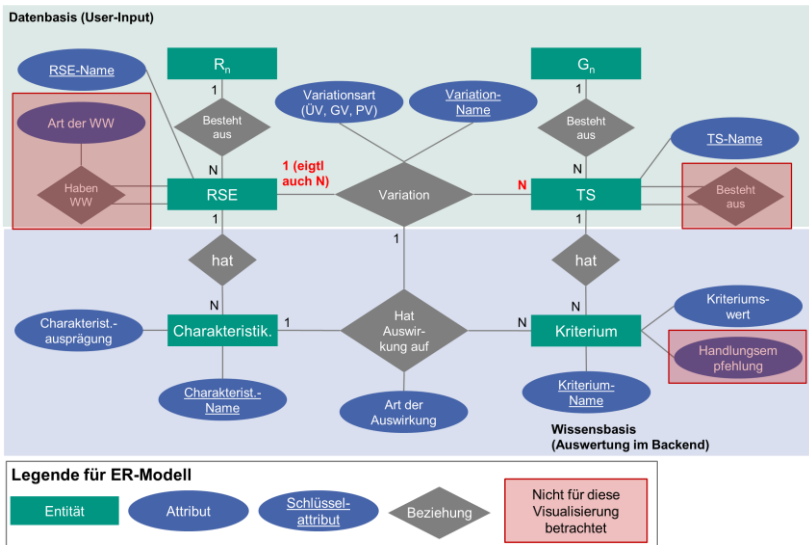 Datenbasis (User-Input)
RSE-Name
Rn
Gn
Variationsart
(ÜV, GV, PV)
Variation-
Name
1
1
Art der WW
Besteht
aus
Besteht
aus
TS-Name
Haben
WW
N
1 (eigtl
auch N)
N
N
RSE
Variation
TS
Besteht
aus
1
1
1
hat
hat
N
N
Charakterist.-
ausprägung
Charakteristik.
1
Hat
Auswir-
kung auf
N
Kriterium
Kriteriums-
wert
Handlungsem
pfehlung
Charakterist.-
Name
Art der
Auswirkung
Kriterium-
Name
Wissensbasis
(Auswertung im Backend)
Legende für ER-Modell
Entität
Attribut
Schlüssel-
attribut
Beziehung
Nicht für diese
Visualisierung
betrachtet